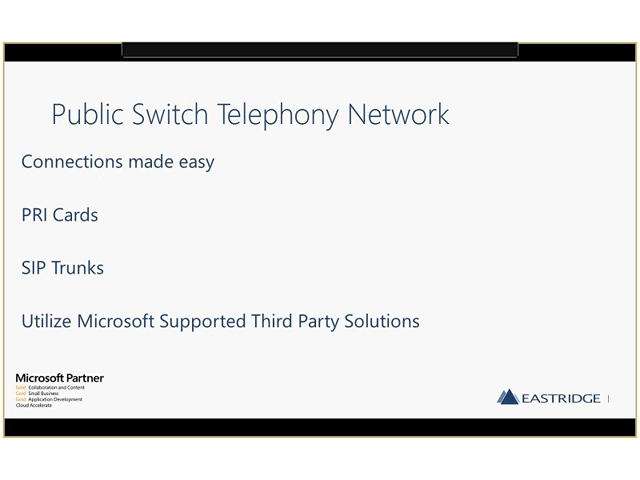 Public Switch Telephony Network
Connections made easy
PRI Cards
SIP Trunks
Utilize Microsoft Supported Third Party Solutions
Microsoft Partner
Gold Collaboration and Content
Gold Small Business
Gold Application Development
Cloud Accelerate
EASTRIDGE |